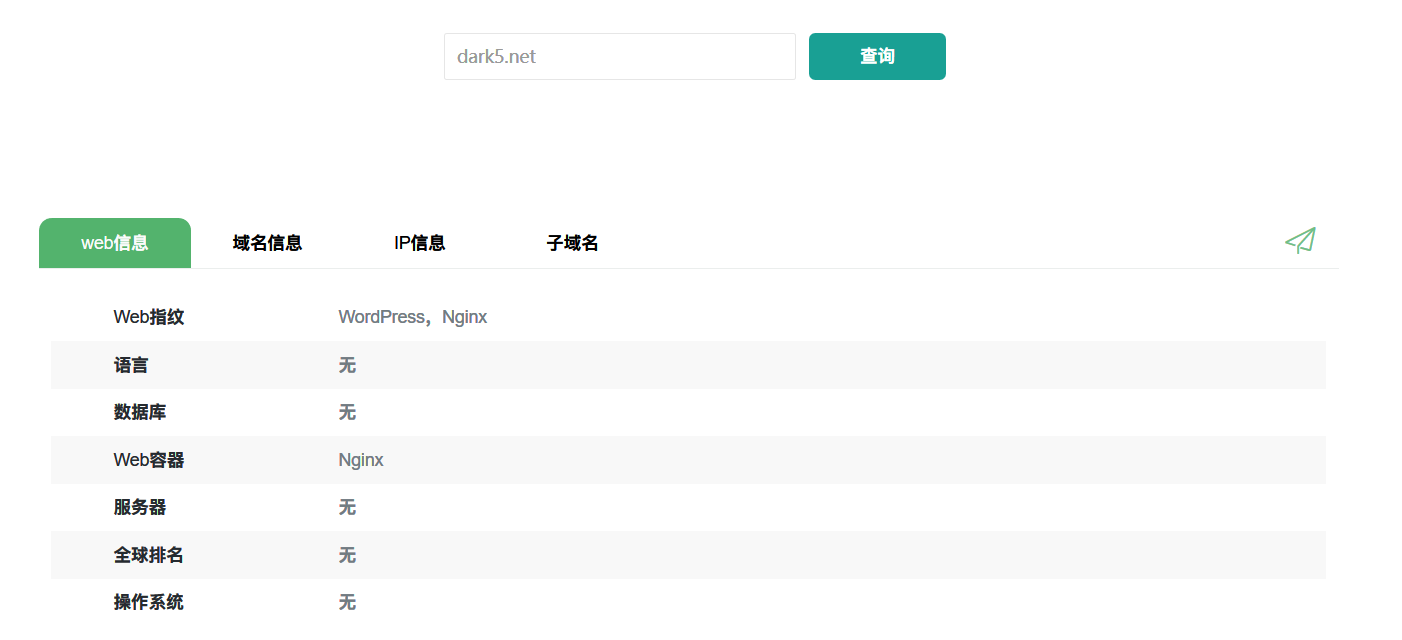 dark5.net 查询
web信息 域名信息 IP信息 子域名
Web指纹 WordPress，Nginx
语言 无
数据库 无
Web容器 Nginx
服务器 无
全球排名 无
操作系统 无